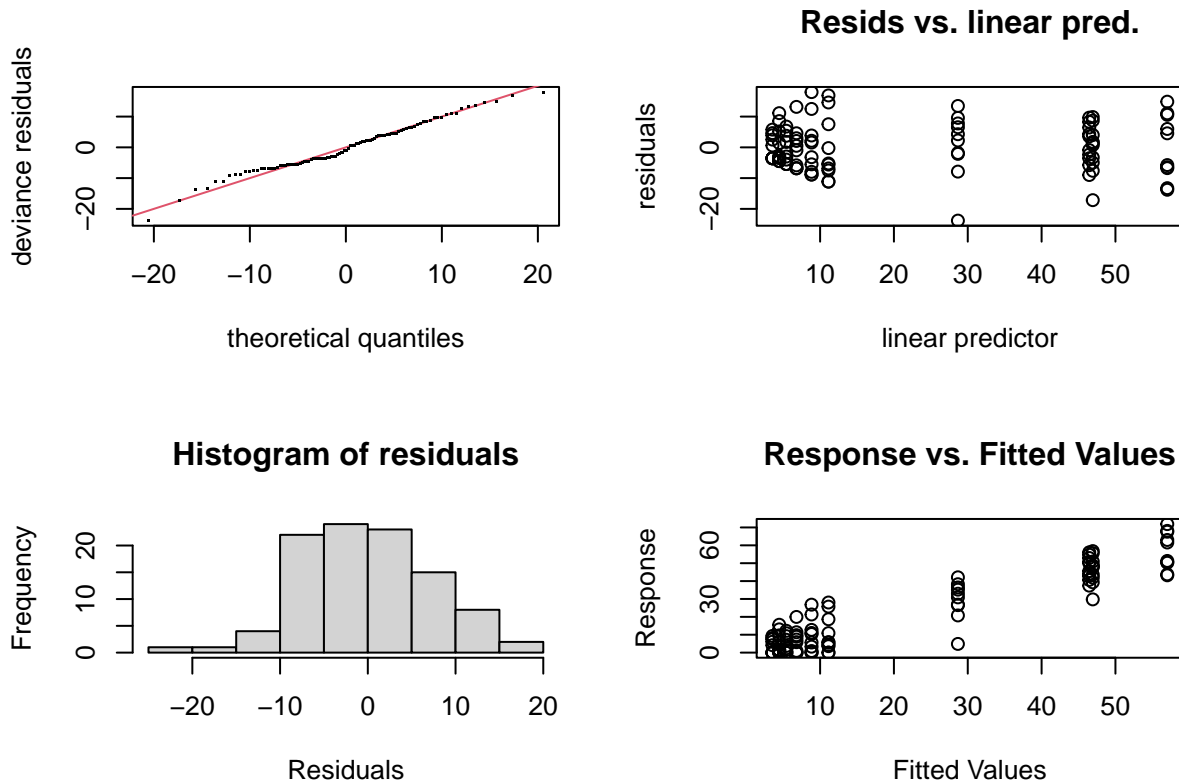 deviance residuals
−20 0
−20 −10 0 10 20
theoretical quantiles
Resids vs. linear pred.
residuals
−20 0
10 20 30 40 50
linear predictor
Histogram of residuals
Frequency
0 10 20
−20 −10 0 10 20
Residuals
Response vs. Fitted Values
Response
0 30 60
10 20 30 40 50
Fitted Values